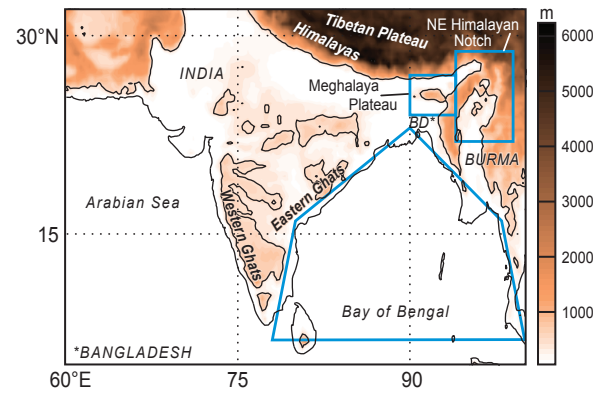 m
30°N
Tibetan Plateau
Himalayas
NE Himalayan
Notch
6000
INDIA
Meghalaya
Plateau
5000
BD*
4000
BURMA
Arabian Sea
Western Ghats
Eastern Ghats
3000
15
2000
Bay of Bengal
1000
*BANGLADESH
60°E
75
90